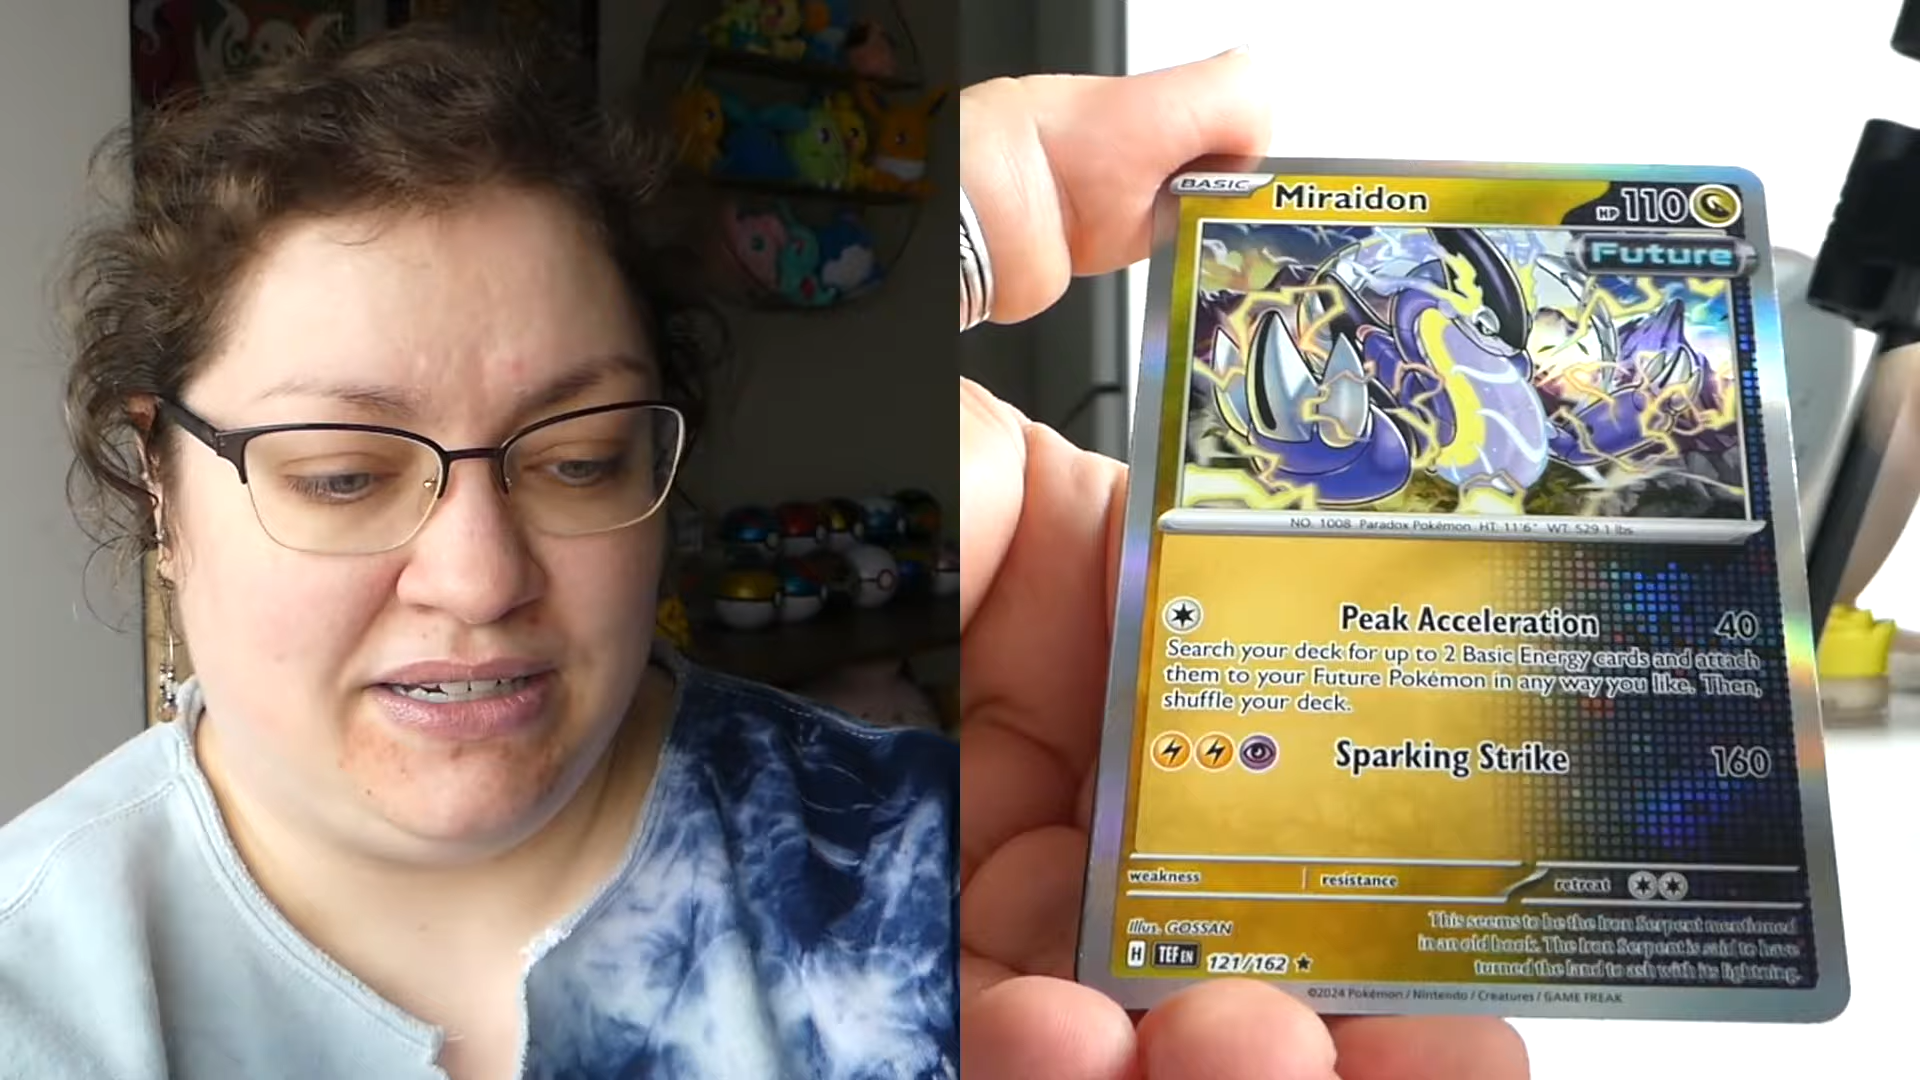 BASIC Miraidon HP 110
Future
NO. 1008 Paradox Pokémon HT: 11'6" WT: 529.1 lbs
Peak Acceleration 40
Search your deck for up to 2 Basic Energy cards and attach
them to your Future Pokémon in any way you like. Then,
shuffle your deck.
Sparking Strike 160
weakness resistance retreat
Illus. GOSSAN
This seems to be the Iron Serpent mentioned
in an old book. The Iron Serpent is said to have
turned the land to ash with its lightning.
H TEF EN 121/162 ★
©2024 Pokémon / Nintendo / Creatures / GAME FREAK